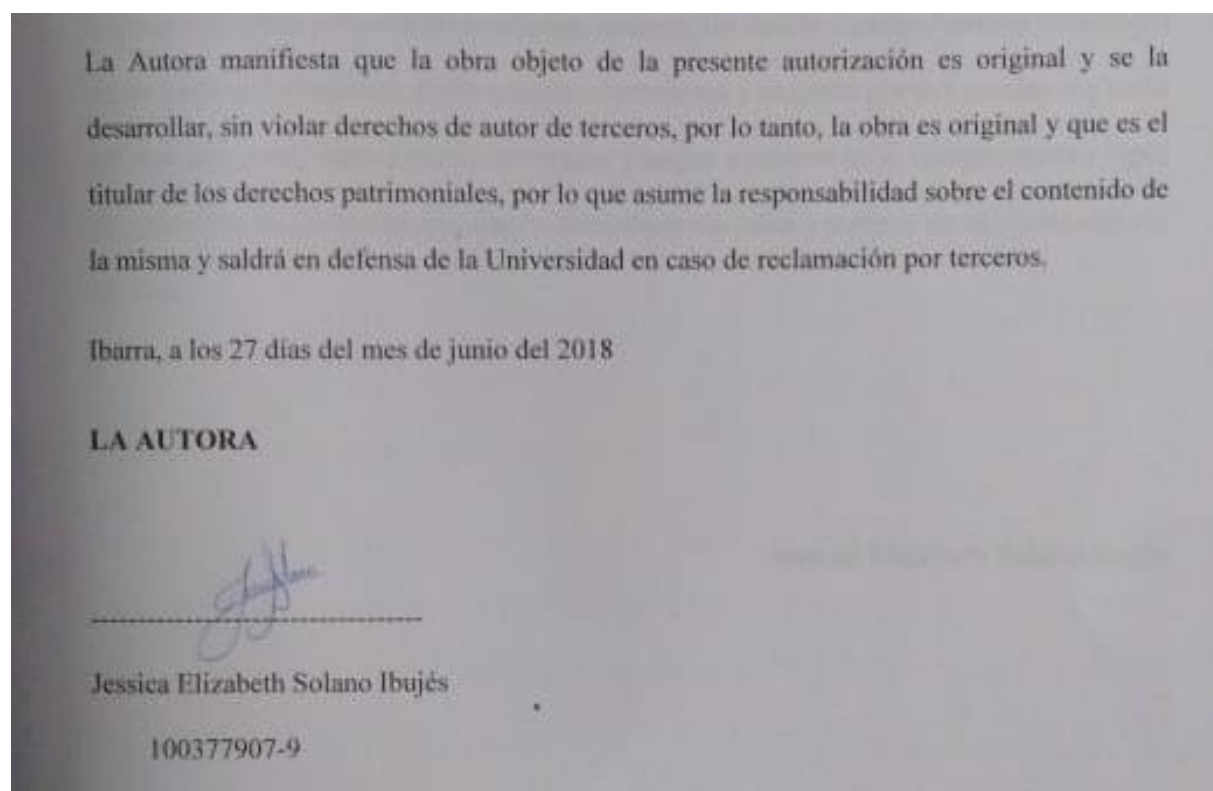 La Autora manifiesta que la obra objeto de la presente autorización es original y se la
desarrollar, sin violar derechos de autor de terceros, por lo tanto, la obra es original y que es el
titular de los derechos patrimoniales, por lo que asume la responsabilidad sobre el contenido de
la misma y saldrá en defensa de la Universidad en caso de reclamación por terceros.
Ibarra, a los 27 días del mes de junio del 2018
LA AUTORA
Jessica Elizabeth Solano Ibujés
100377907-9